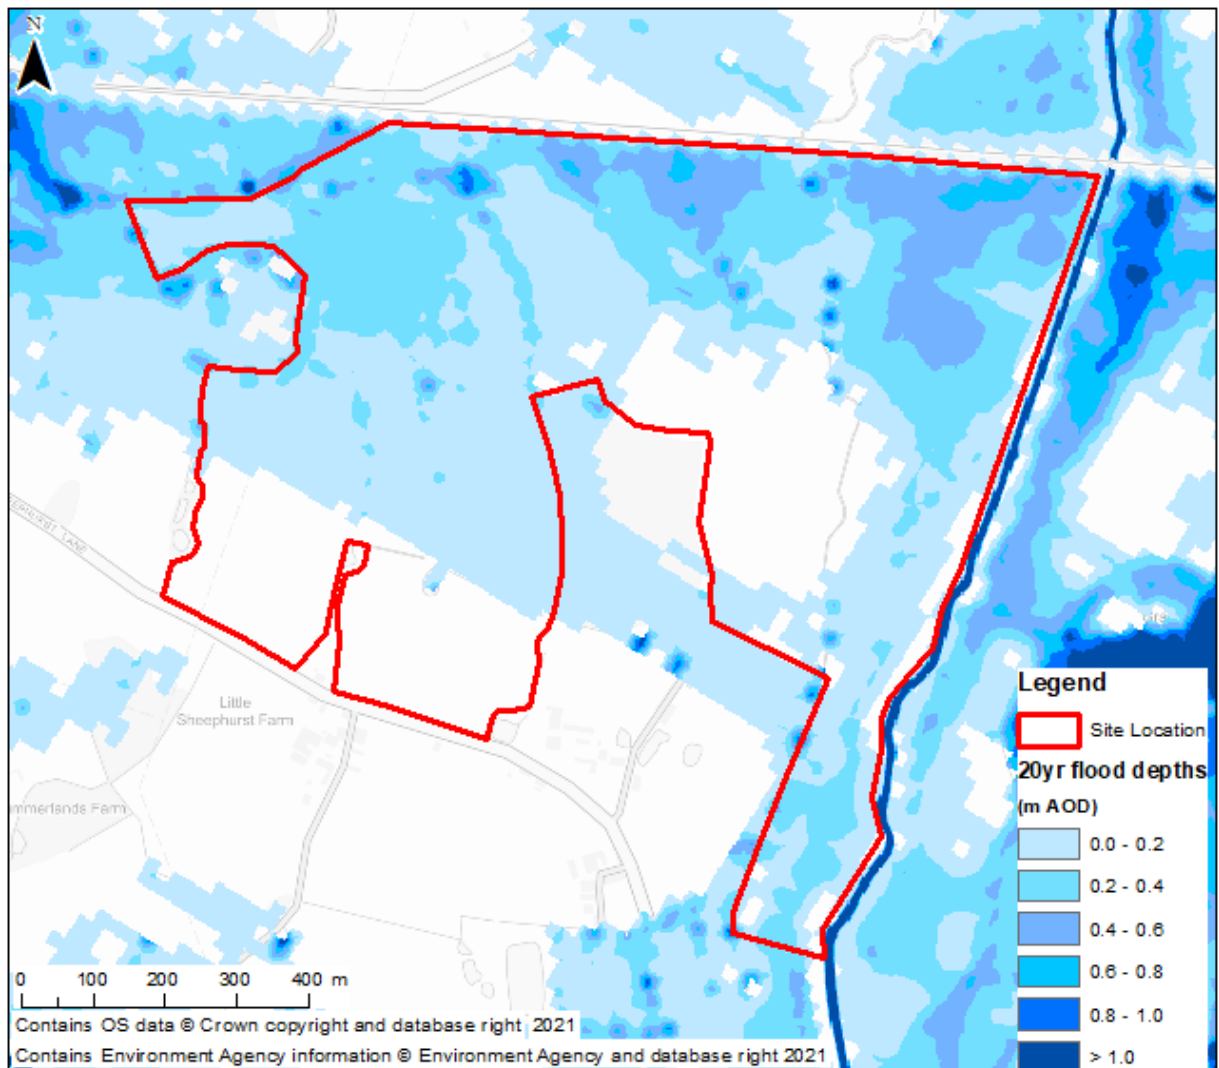 N
LANE
Little
Sheephurst Farm
mmerlands Farm
Legend
Site Location
20yr flood depths
(m AOD)
0.0 - 0.2
0.2 - 0.4
0.4 - 0.6
0.6 - 0.8
0.8 - 1.0
> 1.0
0 100 200 300 400 m
Contains OS data © Crown copyright and database right 2021
Contains Environment Agency information © Environment Agency and database right 2021